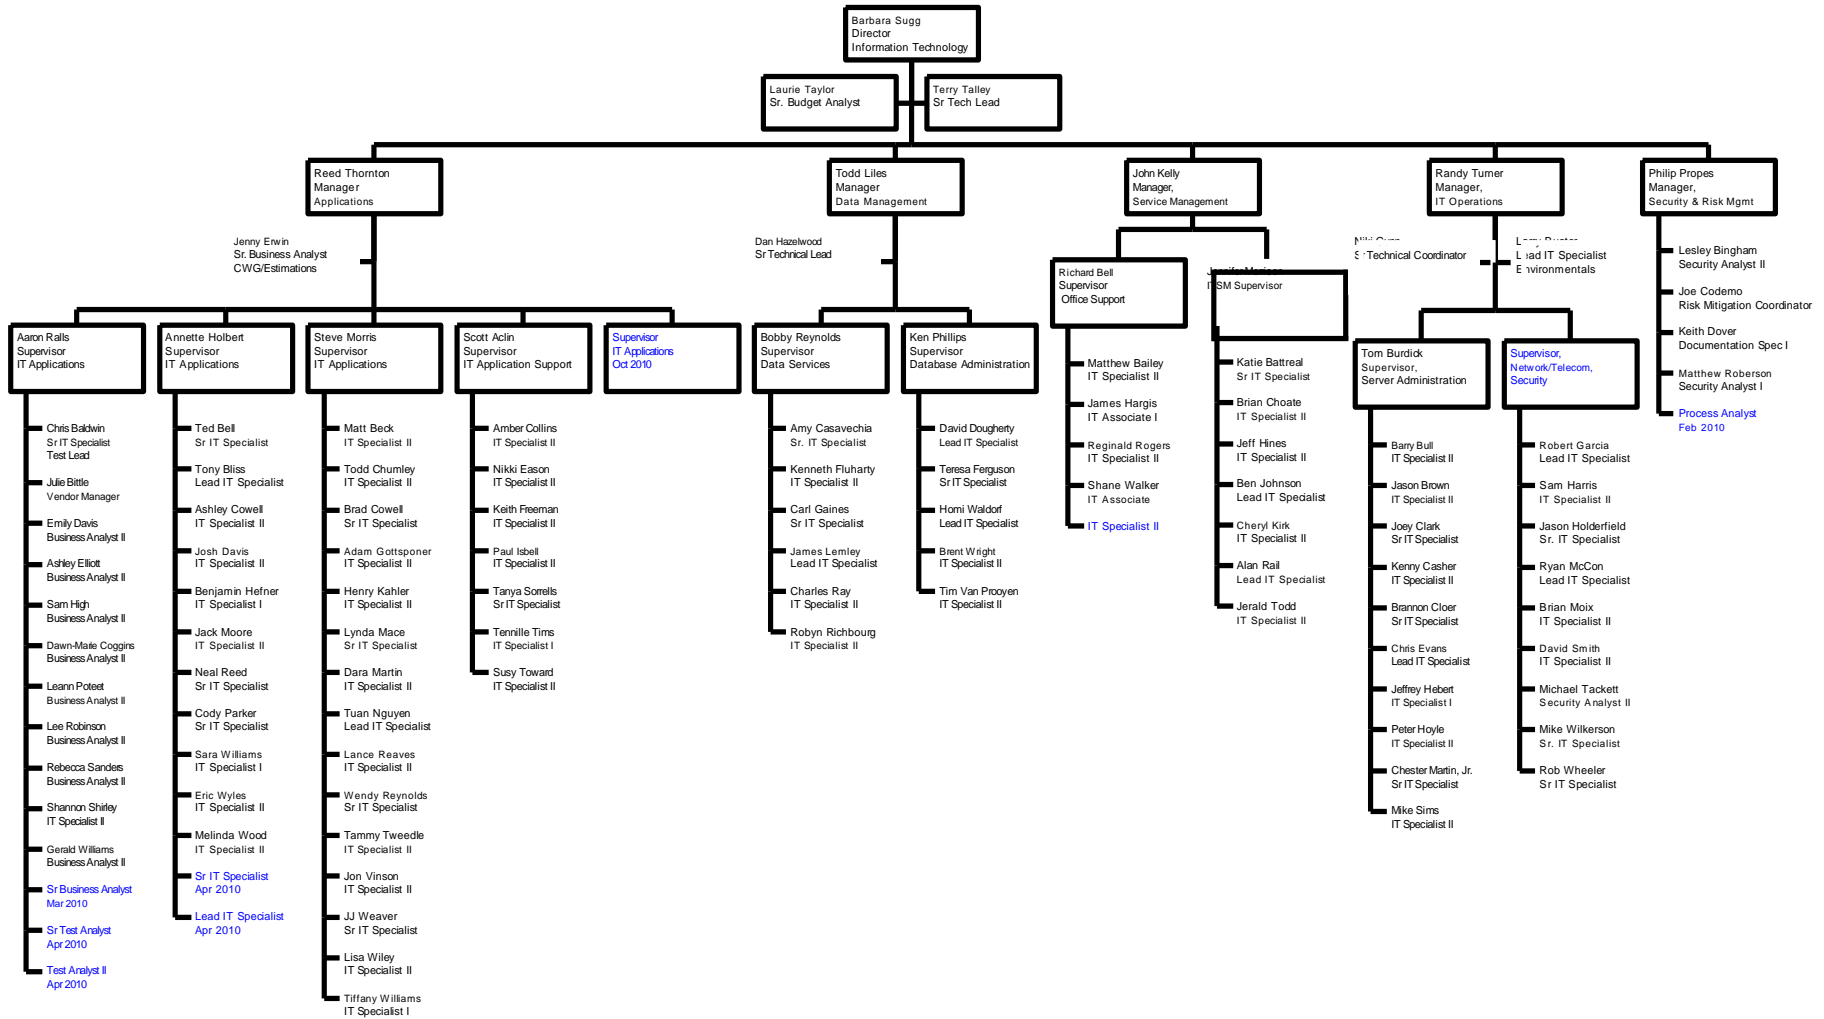 Barbara Sugg
Director
Information Technology
Laurie Taylor
Sr. Budget Analyst
Terry Talley
Sr Tech Lead
Reed Thornton
Manager
Applications
Todd Liles
Manager
Data Management
John Kelly
Manager,
Service Management
Randy Turner
Manager,
IT Operations
Philip Propes
Manager,
Security & Risk Mgmt
Jenny Erwin
Sr. Business Analyst
CWG/Estimations
Dan Hazelwood
Sr Technical Lead
Sr Technical Coordinator
Lead IT Specialist
Environmentals
Richard Bell
Supervisor
Office Support
ITSM Supervisor
Aaron Ralls
Supervisor
IT Applications
Annette Holbert
Supervisor
IT Applications
Steve Morris
Supervisor
IT Applications
Scott Aclin
Supervisor
IT Application Support
Supervisor
IT Applications
Oct 2010
Bobby Reynolds
Supervisor
Data Services
Ken Phillips
Supervisor
Database Administration
Tom Burdick
Supervisor,
Server Administration
Supervisor,
Network/Telecom,
Security
Chris Baldwin
Sr IT Specialist
Test Lead
Julie Bittle
Vendor Manager
Emily Davis
Business Analyst II
Ashley Elliott
Business Analyst II
Sam High
Business Analyst II
Dawn-Marie Coggins
Business Analyst II
Leann Poteet
Business Analyst II
Lee Robinson
Business Analyst II
Rebecca Sanders
Business Analyst II
Shannon Shirley
IT Specialist II
Gerald Williams
Business Analyst II
Sr Business Analyst
Mar 2010
Sr Test Analyst
Apr 2010
Test Analyst II
Apr 2010
Ted Bell
Sr IT Specialist
Tony Bliss
Lead IT Specialist
Ashley Cowell
IT Specialist II
Josh Davis
IT Specialist II
Benjamin Hefner
IT Specialist I
Jack Moore
IT Specialist II
Neal Reed
Sr IT Specialist
Cody Parker
Sr IT Specialist
Sara Williams
IT Specialist I
Eric Wyles
IT Specialist II
Melinda Wood
IT Specialist II
Sr IT Specialist
Apr 2010
Lead IT Specialist
Apr 2010
Matt Beck
IT Specialist II
Todd Chumley
IT Specialist II
Brad Cowell
Sr IT Specialist
Adam Gottsponer
IT Specialist II
Henry Kahler
IT Specialist II
Lynda Mace
Sr IT Specialist
Dara Martin
IT Specialist II
Tuan Nguyen
Lead IT Specialist
Lance Reaves
IT Specialist II
Wendy Reynolds
Sr IT Specialist
Tammy Tweedle
IT Specialist II
Jon Vinson
IT Specialist II
JJ Weaver
Sr IT Specialist
Lisa Wiley
IT Specialist II
Tiffany Williams
IT Specialist I
Amber Collins
IT Specialist II
Nikki Eason
IT Specialist II
Keith Freeman
IT Specialist II
Paul Isbell
IT Specialist II
Tanya Sorrells
Sr IT Specialist
Tennille Tims
IT Specialist I
Susy Toward
IT Specialist II
Amy Casavechia
Sr. IT Specialist
Kenneth Fluharty
IT Specialist II
Carl Gaines
Sr IT Specialist
James Lemley
Lead IT Specialist
Charles Ray
IT Specialist II
Robyn Richbourg
IT Specialist II
David Dougherty
Lead IT Specialist
Teresa Ferguson
Sr IT Specialist
Homi Waldorf
Lead IT Specialist
Brent Wright
IT Specialist II
Tim Van Prooyen
IT Specialist II
Matthew Bailey
IT Specialist II
James Hargis
IT Associate I
Reginald Rogers
IT Specialist II
Shane Walker
IT Associate
IT Specialist II
Katie Battreal
Sr IT Specialist
Brian Choate
IT Specialist II
Jeff Hines
IT Specialist II
Ben Johnson
Lead IT Specialist
Cheryl Kirk
IT Specialist II
Alan Rail
Lead IT Specialist
Jerald Todd
IT Specialist II
Barry Bull
IT Specialist II
Jason Brown
IT Specialist II
Joey Clark
Sr IT Specialist
Kenny Casher
IT Specialist II
Brannon Cloer
Sr IT Specialist
Chris Evans
Lead IT Specialist
Jeffrey Hebert
IT Specialist I
Peter Hoyle
IT Specialist II
Chester Martin, Jr.
Sr IT Specialist
Mike Sims
IT Specialist II
Robert Garcia
Lead IT Specialist
Sam Harris
IT Specialist II
Jason Holderfield
Sr. IT Specialist
Ryan McCon
Lead IT Specialist
Brian Moix
IT Specialist II
David Smith
IT Specialist II
Michael Tackett
Security Analyst II
Mike Wilkerson
Sr. IT Specialist
Rob Wheeler
Sr IT Specialist
Lesley Bingham
Security Analyst II
Joe Codemo
Risk Mitigation Coordinator
Keith Dover
Documentation Spec I
Matthew Roberson
Security Analyst I
Process Analyst
Feb 2010